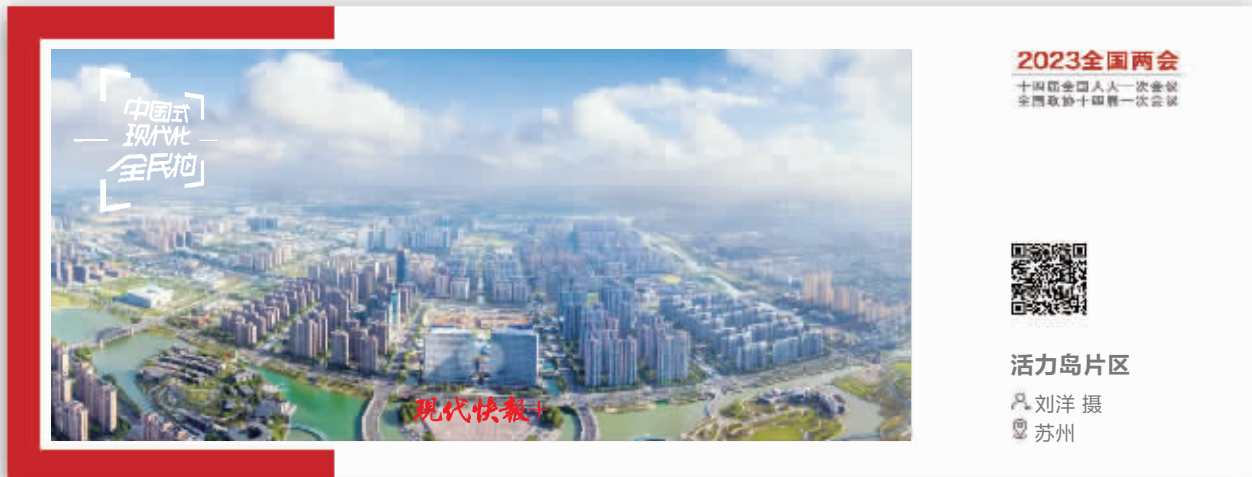 中国式
现代化
全民拍
现代快报+
2023全国两会
十四届全国人大一次会议
全国政协十四届一次会议
活力岛片区
刘洋 摄
苏州